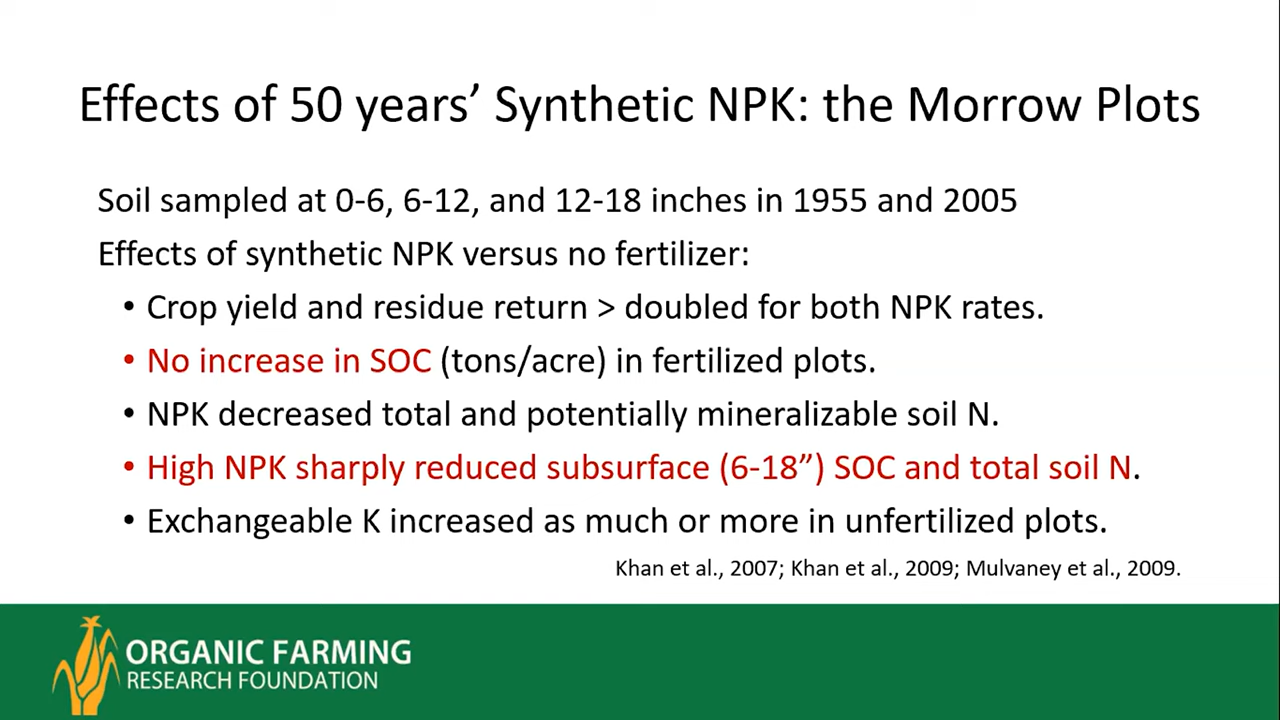 Effects of 50 years’ Synthetic NPK: the Morrow Plots
Soil sampled at 0-6, 6-12, and 12-18 inches in 1955 and 2005
Effects of synthetic NPK versus no fertilizer:
• Crop yield and residue return > doubled for both NPK rates.
• No increase in SOC (tons/acre) in fertilized plots.
• NPK decreased total and potentially mineralizable soil N.
• High NPK sharply reduced subsurface (6-18”) SOC and total soil N.
• Exchangeable K increased as much or more in unfertilized plots.
Khan et al., 2007; Khan et al., 2009; Mulvaney et al., 2009.
ORGANIC FARMING
RESEARCH FOUNDATION